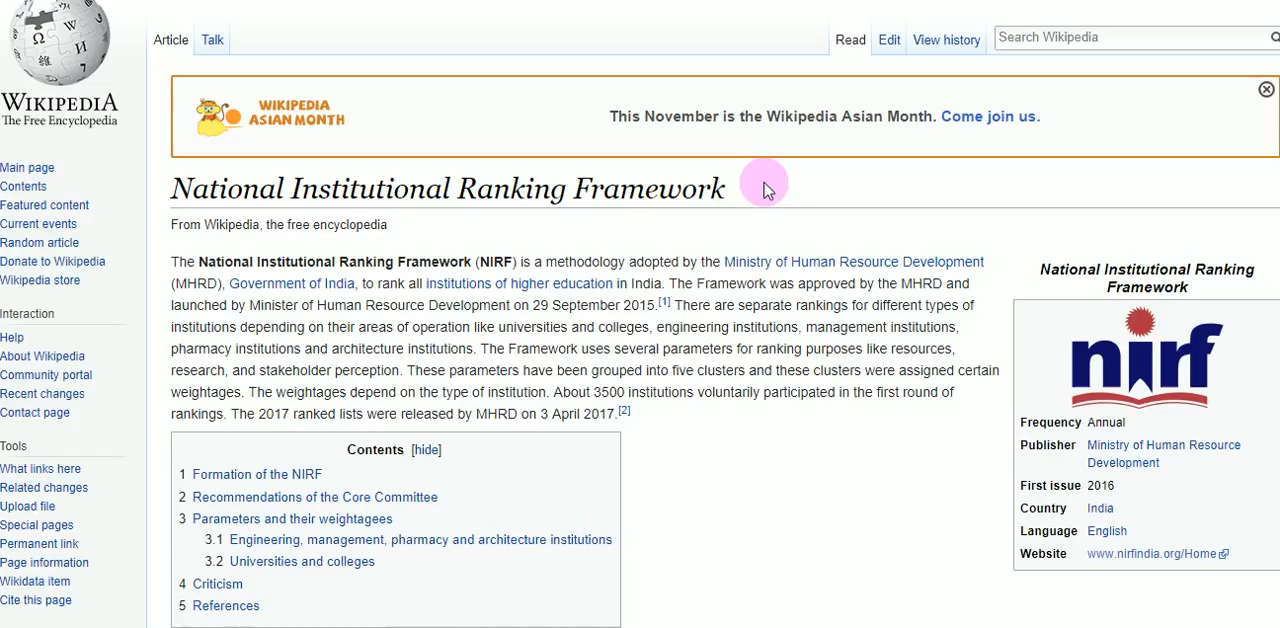 WIKIPEDIA
The Free Encyclopedia
Article Talk
Read Edit View history
Search Wikipedia
WIKIPEDIA
ASIAN MONTH
This November is the Wikipedia Asian Month. Come join us.
Main page
Contents
Featured content
Current events
Random article
Donate to Wikipedia
Wikipedia store
Interaction
Help
About Wikipedia
Community portal
Recent changes
Contact page
Tools
What links here
Related changes
Upload file
Special pages
Permanent link
Page information
Wikidata item
Cite this page
National Institutional Ranking Framework
From Wikipedia, the free encyclopedia
The National Institutional Ranking Framework (NIRF) is a methodology adopted by the Ministry of Human Resource Development
(MHRD), Government of India, to rank all institutions of higher education in India. The Framework was approved by the MHRD and
launched by Minister of Human Resource Development on 29 September 2015.[1] There are separate rankings for different types of
institutions depending on their areas of operation like universities and colleges, engineering institutions, management institutions,
pharmacy institutions and architecture institutions. The Framework uses several parameters for ranking purposes like resources,
research, and stakeholder perception. These parameters have been grouped into five clusters and these clusters were assigned certain
weightages. The weightages depend on the type of institution. About 3500 institutions voluntarily participated in the first round of
rankings. The 2017 ranked lists were released by MHRD on 3 April 2017.[2]
Contents [hide]
1 Formation of the NIRF
2 Recommendations of the Core Committee
3 Parameters and their weightagees
3.1 Engineering, management, pharmacy and architecture institutions
3.2 Universities and colleges
4 Criticism
5 References
National Institutional Ranking
Framework
nirf
Frequency Annual
Publisher Ministry of Human Resource
Development
First issue 2016
Country India
Language English
Website www.nirfindia.org/Home